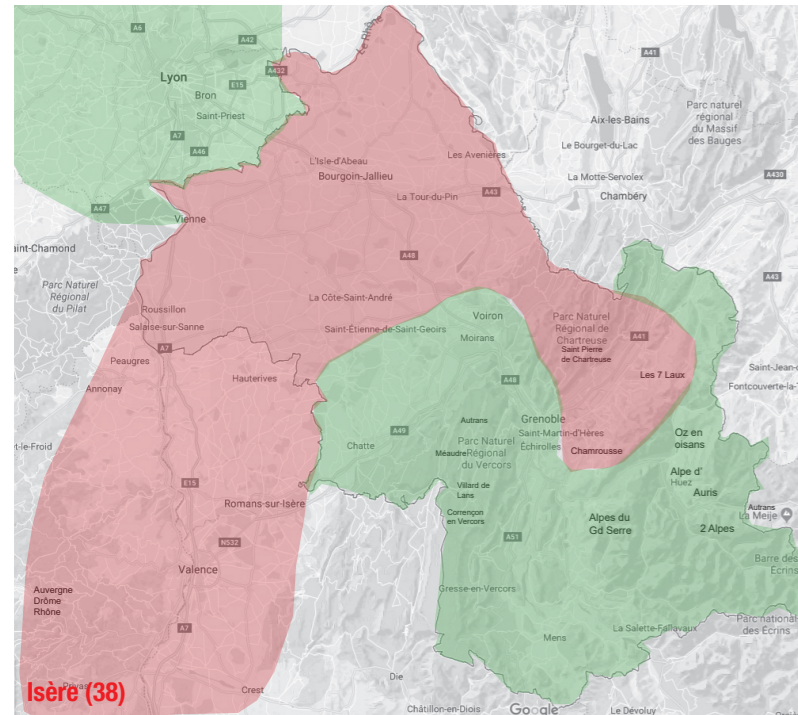 A6
A42
Le Rhône
A41
Lyon
A432
E15
Bron
Parc naturel
régional
du Massif
des Bauges
A7
Saint-Priest
Aix-les-Bains
A46
Le Bourget-du-Lac
L'Isle-d'Abeau
Les Avenières
Bourgoin-Jallieu
La Motte-Servolex
A430
La Tour-du-Pin
A43
Chambéry
A47
Vienne
aint-Chamond
A48
A43
Parc Naturel
Régional
du Pilat
La Côte-Saint-André
Roussillon
Voiron
Parc Naturel
Régional de
Chartreuse
Salaise-sur-Sanne
Saint-Étienne-de-Saint-Geoirs
Moirans
A41
A7
Saint Pierre
de Chartreuse
Peaugres
Saint-Jean-d
Hauterives
A48
Les 7 Laux
Annonay
Fontcouverte-la-
Autrans
Grenoble
A49
Saint-Martin-d'Hères
Oz en
oisans
yt-le-Froid
Chatte
Parc Naturel
Régional
du Vercors
Échirolles
Méaudre
Chamrousse
Alpe d'
Huez
E15
Villard de
Lans
Auris
Romans-sur-Isère
Corrençon
en Vercors
Alpes du
Gd Serre
Autrans
La Meije
2 Alpes
N532
A51
Valence
Barre des
Écrins
Auvergne
Drôme
Rhône
Gresse-en-Vercors
A7
La Salette-Fallavaux
Parc national
des Écrins
Mens
Privas
Isère (38)
Crest
Die
Châtillon-en-Diois
Google
Le Dévoluy